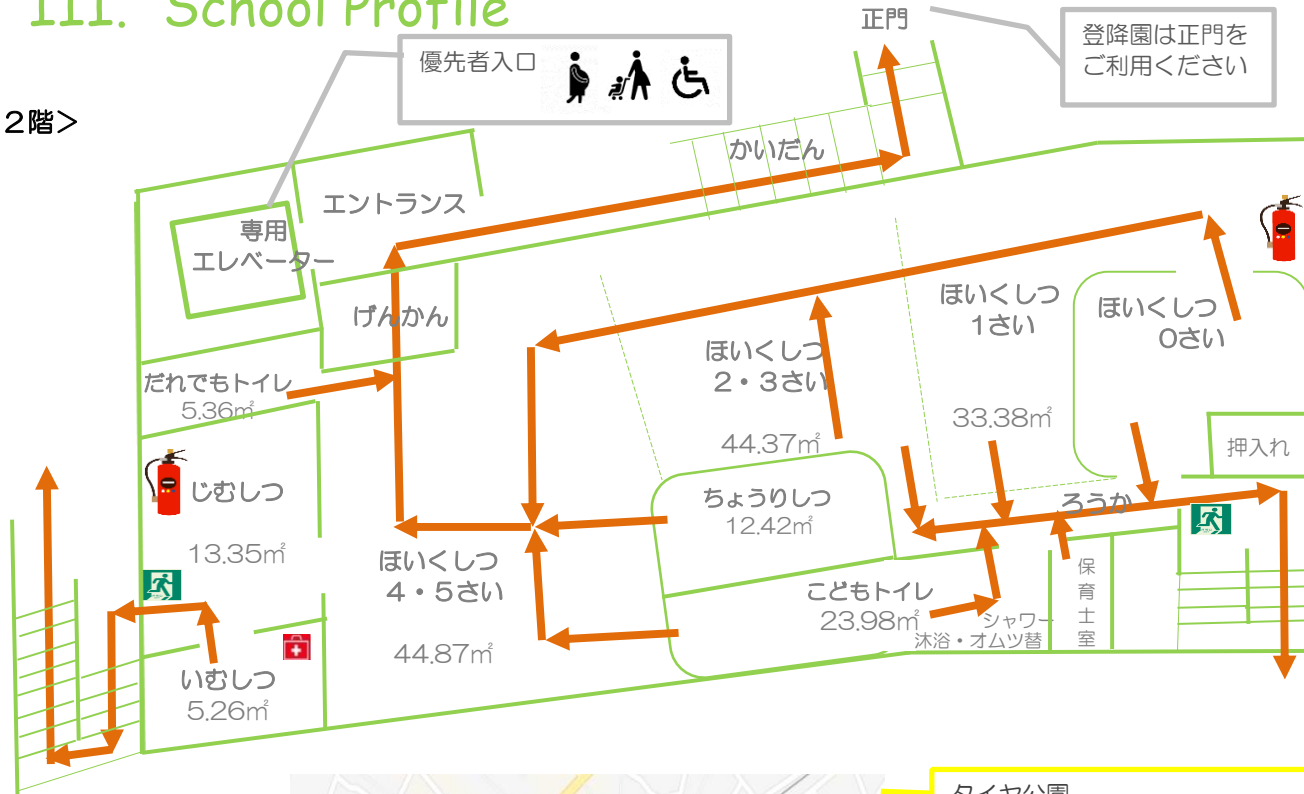 III. School Profile
正門
優先者入口
登降園は正門を
ご利用ください
2階＞
かいだん
エントランス
専用
エレベーター
げんかん
ほいくしつ
1さい
33.38㎡
ほいくしつ
0さい
ほいくしつ
2・3さい
44.37㎡
だれでもトイレ
5.36㎡
押入れ
じむしつ
13.35㎡
ちょうりしつ
12.42㎡
ろうか
ほいくしつ
4・5さい
44.87㎡
こどもトイレ
23.98㎡
シャワー
沐浴・オムツ替
保
育
士
室
いむしつ
5.26㎡
タイヤ公園